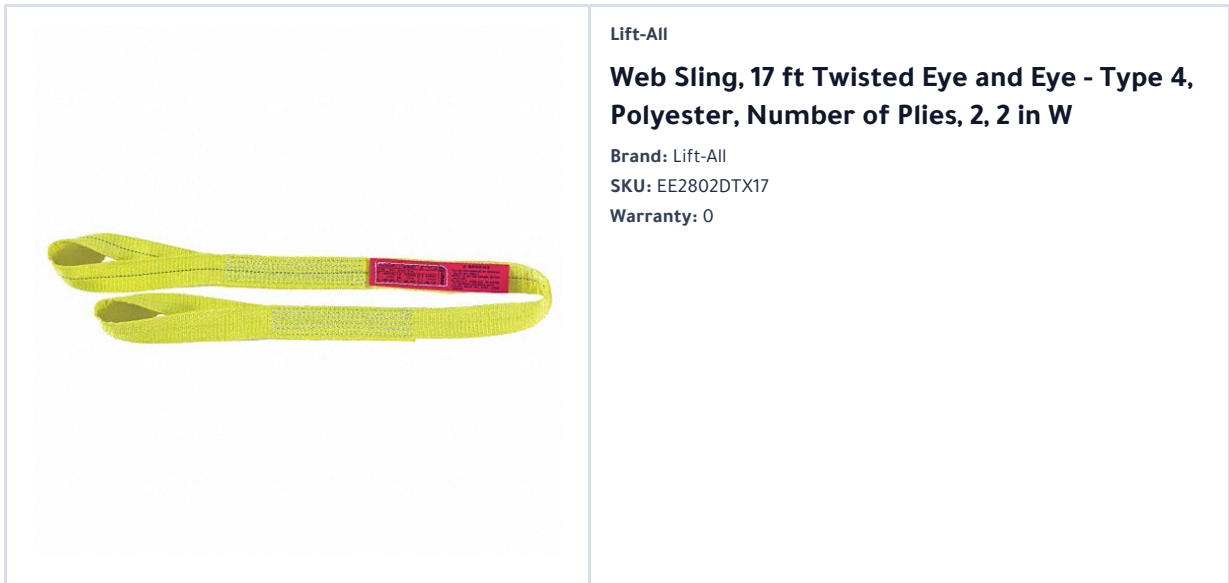 Lift-All
Web Sling, 17 ft Twisted Eye and Eye - Type 4,
Polyester, Number of Plies, 2, 2 in W
Brand: Lift-All
SKU: EE2802DTX17
Warranty: 0